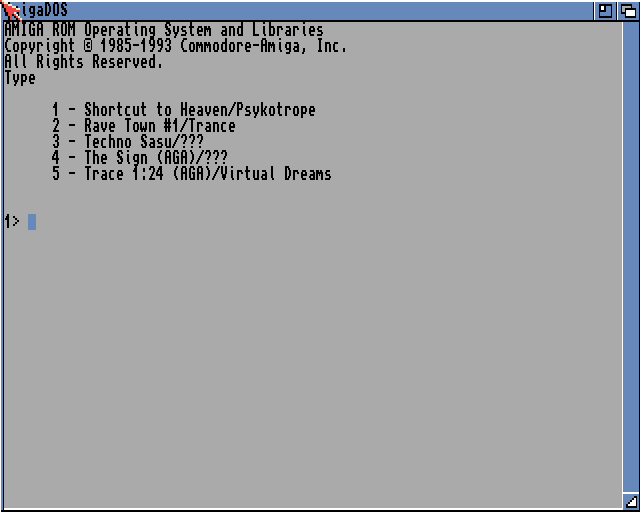 AmigaDOS
AMIGA ROM Operating System and Libraries
Copyright © 1985-1993 Commodore-Amiga, Inc.
All Rights Reserved.
Type
1 - Shortcut to Heaven/Psykotrope
2 - Rave Town #1/Trance
3 - Techno Sasu/???
4 - The Sign (AGA)/???
5 - Trace 1:24 (AGA)/Virtual Dreams
1>